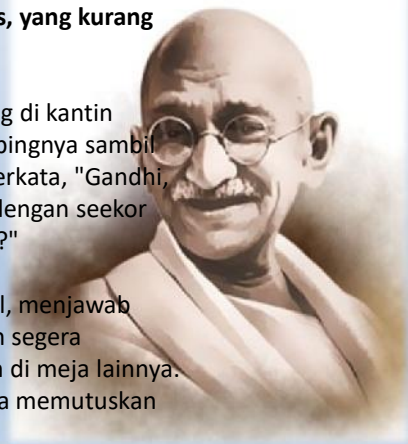 s, yang kurang
g di kantin
pingnya sambil
erkata, "Gandhi,
dengan seekor
?"
l, menjawab
n segera
n di meja lainnya.
a memutuskan